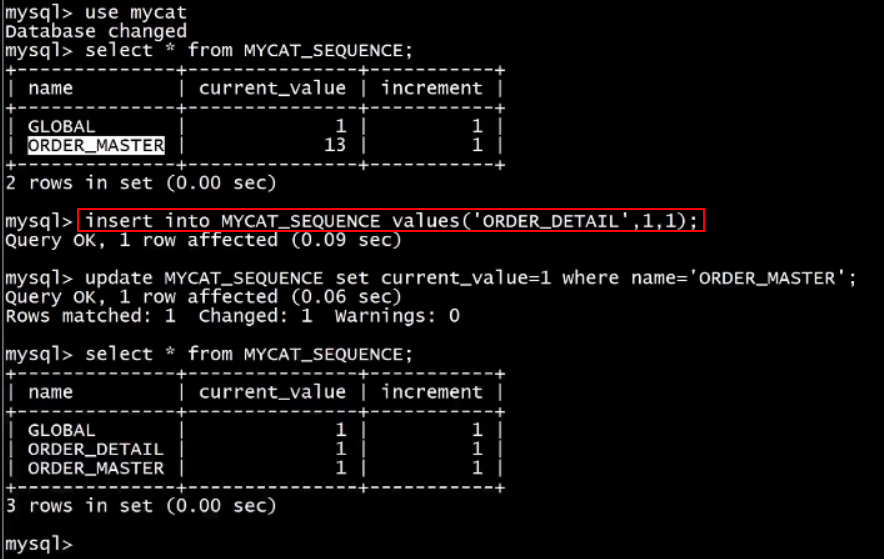 mysql> use mycat
Database changed
mysql> select * from MYCAT_SEQUENCE;
+--------------+---------------+-----------+
| name         | current_value | increment |
+--------------+---------------+-----------+
| GLOBAL       |             1 |         1 |
| ORDER_MASTER |            13 |         1 |
+--------------+---------------+-----------+
2 rows in set (0.00 sec)
mysql> insert into MYCAT_SEQUENCE values('ORDER_DETAIL',1,1);
Query OK, 1 row affected (0.09 sec)
mysql> update MYCAT_SEQUENCE set current_value=1 where name='ORDER_MASTER';
Query OK, 1 row affected (0.06 sec)
Rows matched: 1  Changed: 1  Warnings: 0
mysql> select * from MYCAT_SEQUENCE;
+--------------+---------------+-----------+
| name         | current_value | increment |
+--------------+---------------+-----------+
| GLOBAL       |             1 |         1 |
| ORDER_DETAIL |             1 |         1 |
| ORDER_MASTER |             1 |         1 |
+--------------+---------------+-----------+
3 rows in set (0.00 sec)
mysql>